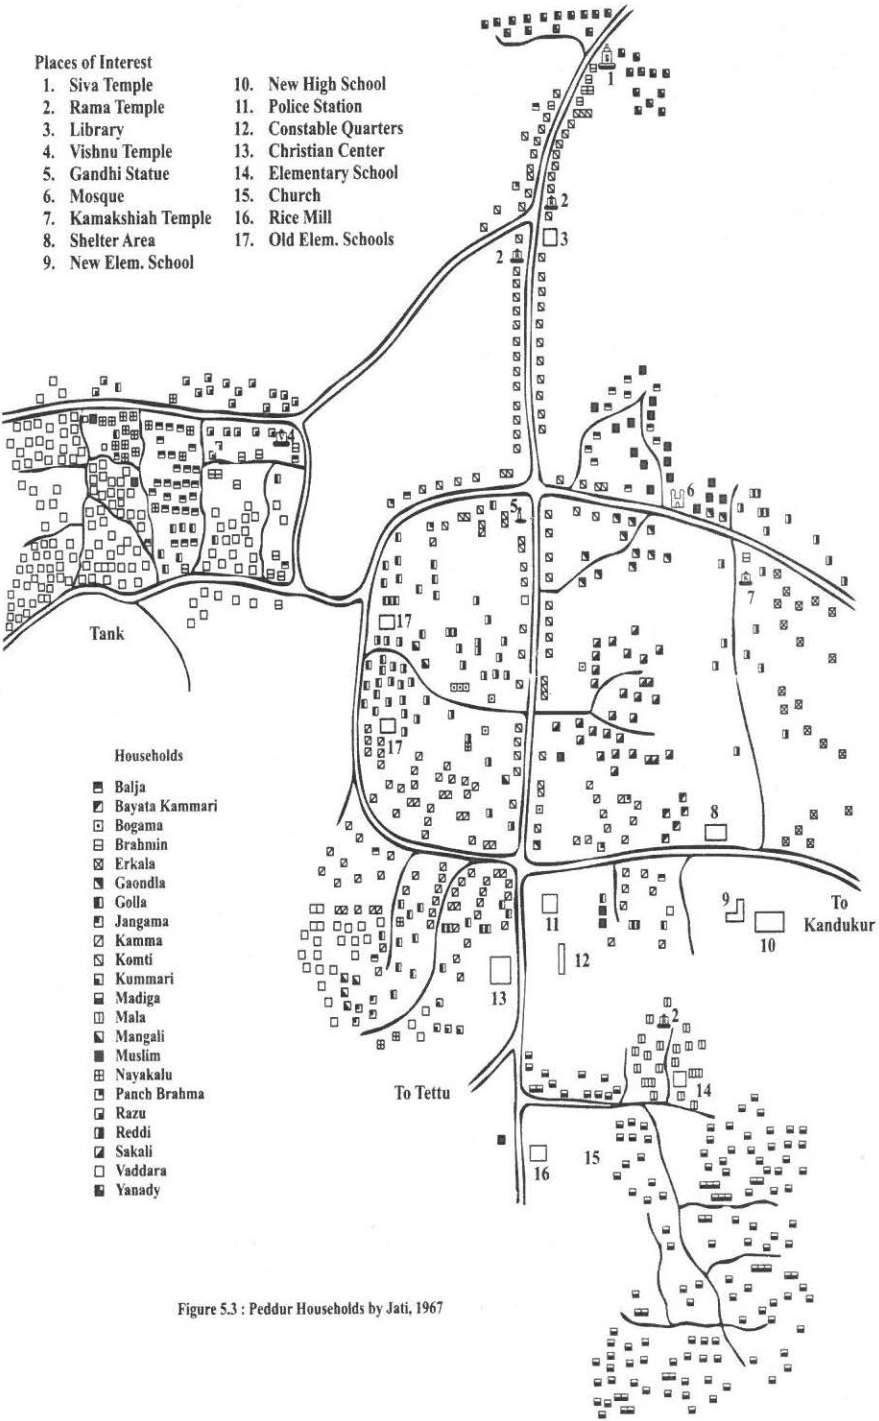 Places of Interest
1. Siva Temple
2. Rama Temple
3. Library
4. Vishnu Temple
5. Gandhi Statue
6. Mosque
7. Kamakshiah Temple
8. Shelter Area
9. New Elem. School
10. New High School
11. Police Station
12. Constable Quarters
13. Christian Center
14. Elementary School
15. Church
16. Rice Mill
17. Old Elem. Schools
1
2
3
2
4
6
5
7
17
Tank
17
Households
Balja
Bayata Kammari
Bogama
Brahmin
Erkala
Gaondla
Golla
Jangama
Kamma
Komti
Kummari
Madiga
Mala
Mangali
Muslim
Nayakalu
Panch Brahma
Razu
Reddi
Sakali
Vaddara
Yanady
8
To
Kandukur
9
10
11
12
13
2
14
To Tettu
15
16
Figure 5.3 : Peddur Households by Jati, 1967